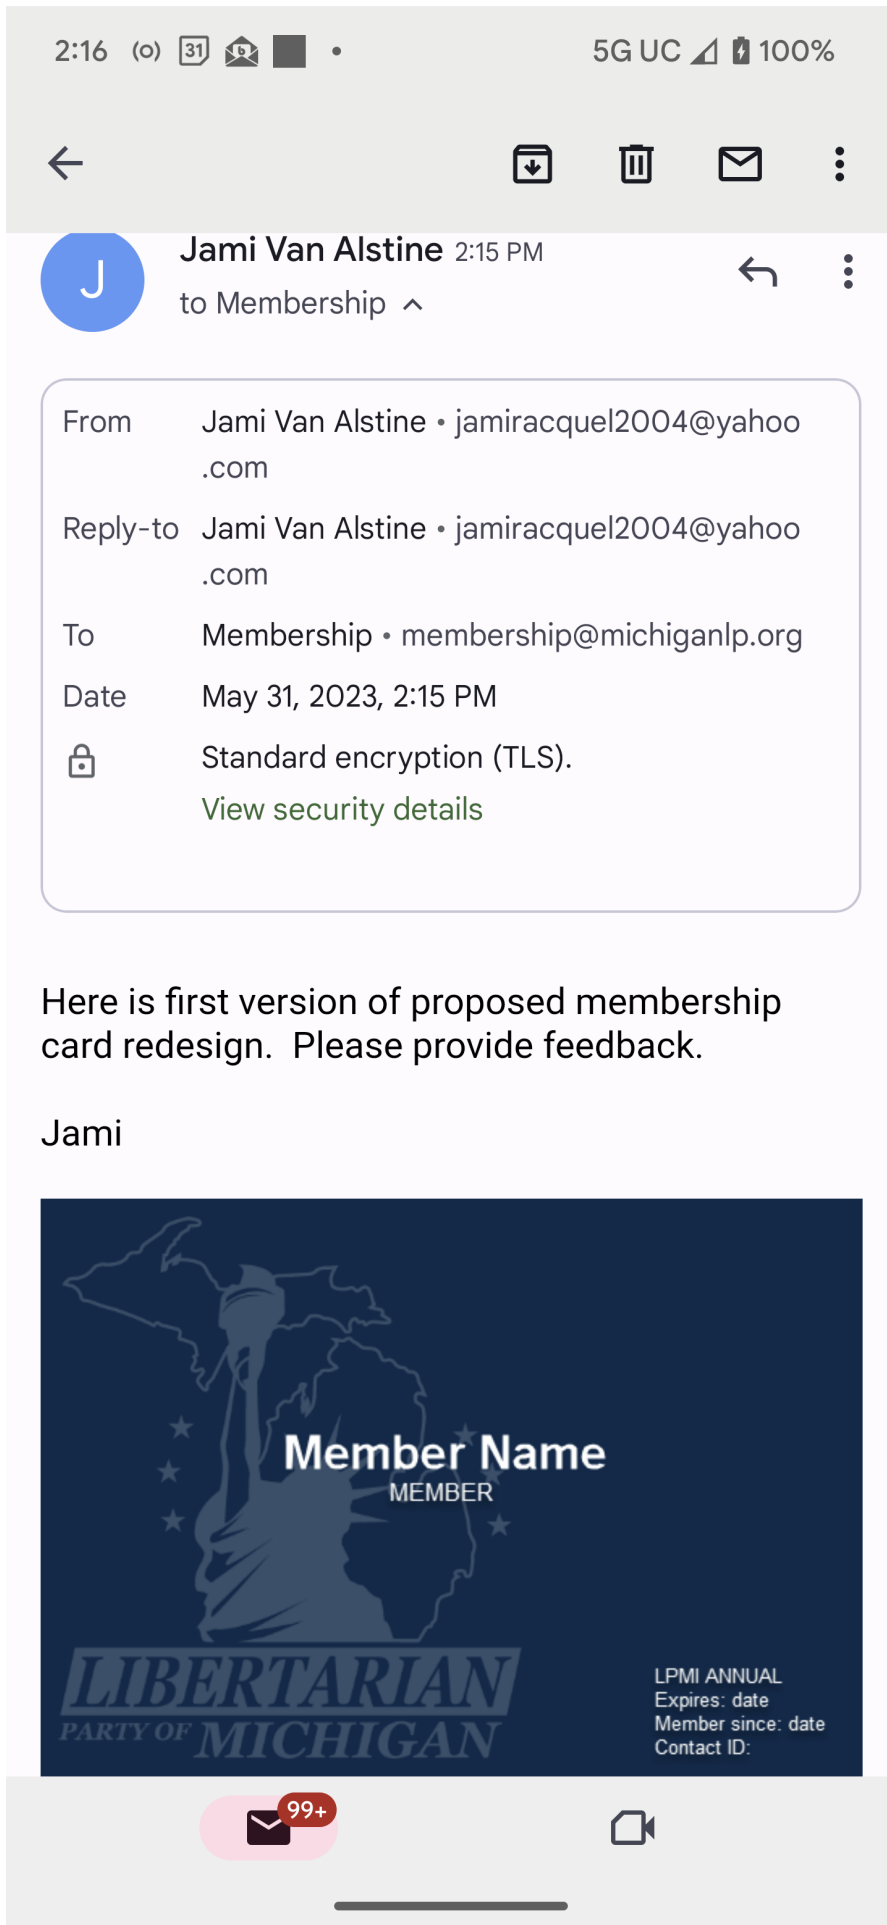 2:16
31
5G UC
100%
Jami Van Alstine 2:15 PM
J
to Membership
From Jami Van Alstine • jamiracquel2004@yahoo
.com
Reply-to Jami Van Alstine • jamiracquel2004@yahoo
.com
To Membership • membership@michiganlp.org
Date May 31, 2023, 2:15 PM
Standard encryption (TLS).
View security details
Here is first version of proposed membership
card redesign. Please provide feedback.
Jami
Member Name
MEMBER
LIBERTARIAN
PARTY OF MICHIGAN
LPMI ANNUAL
Expires: date
Member since: date
Contact ID:
99+